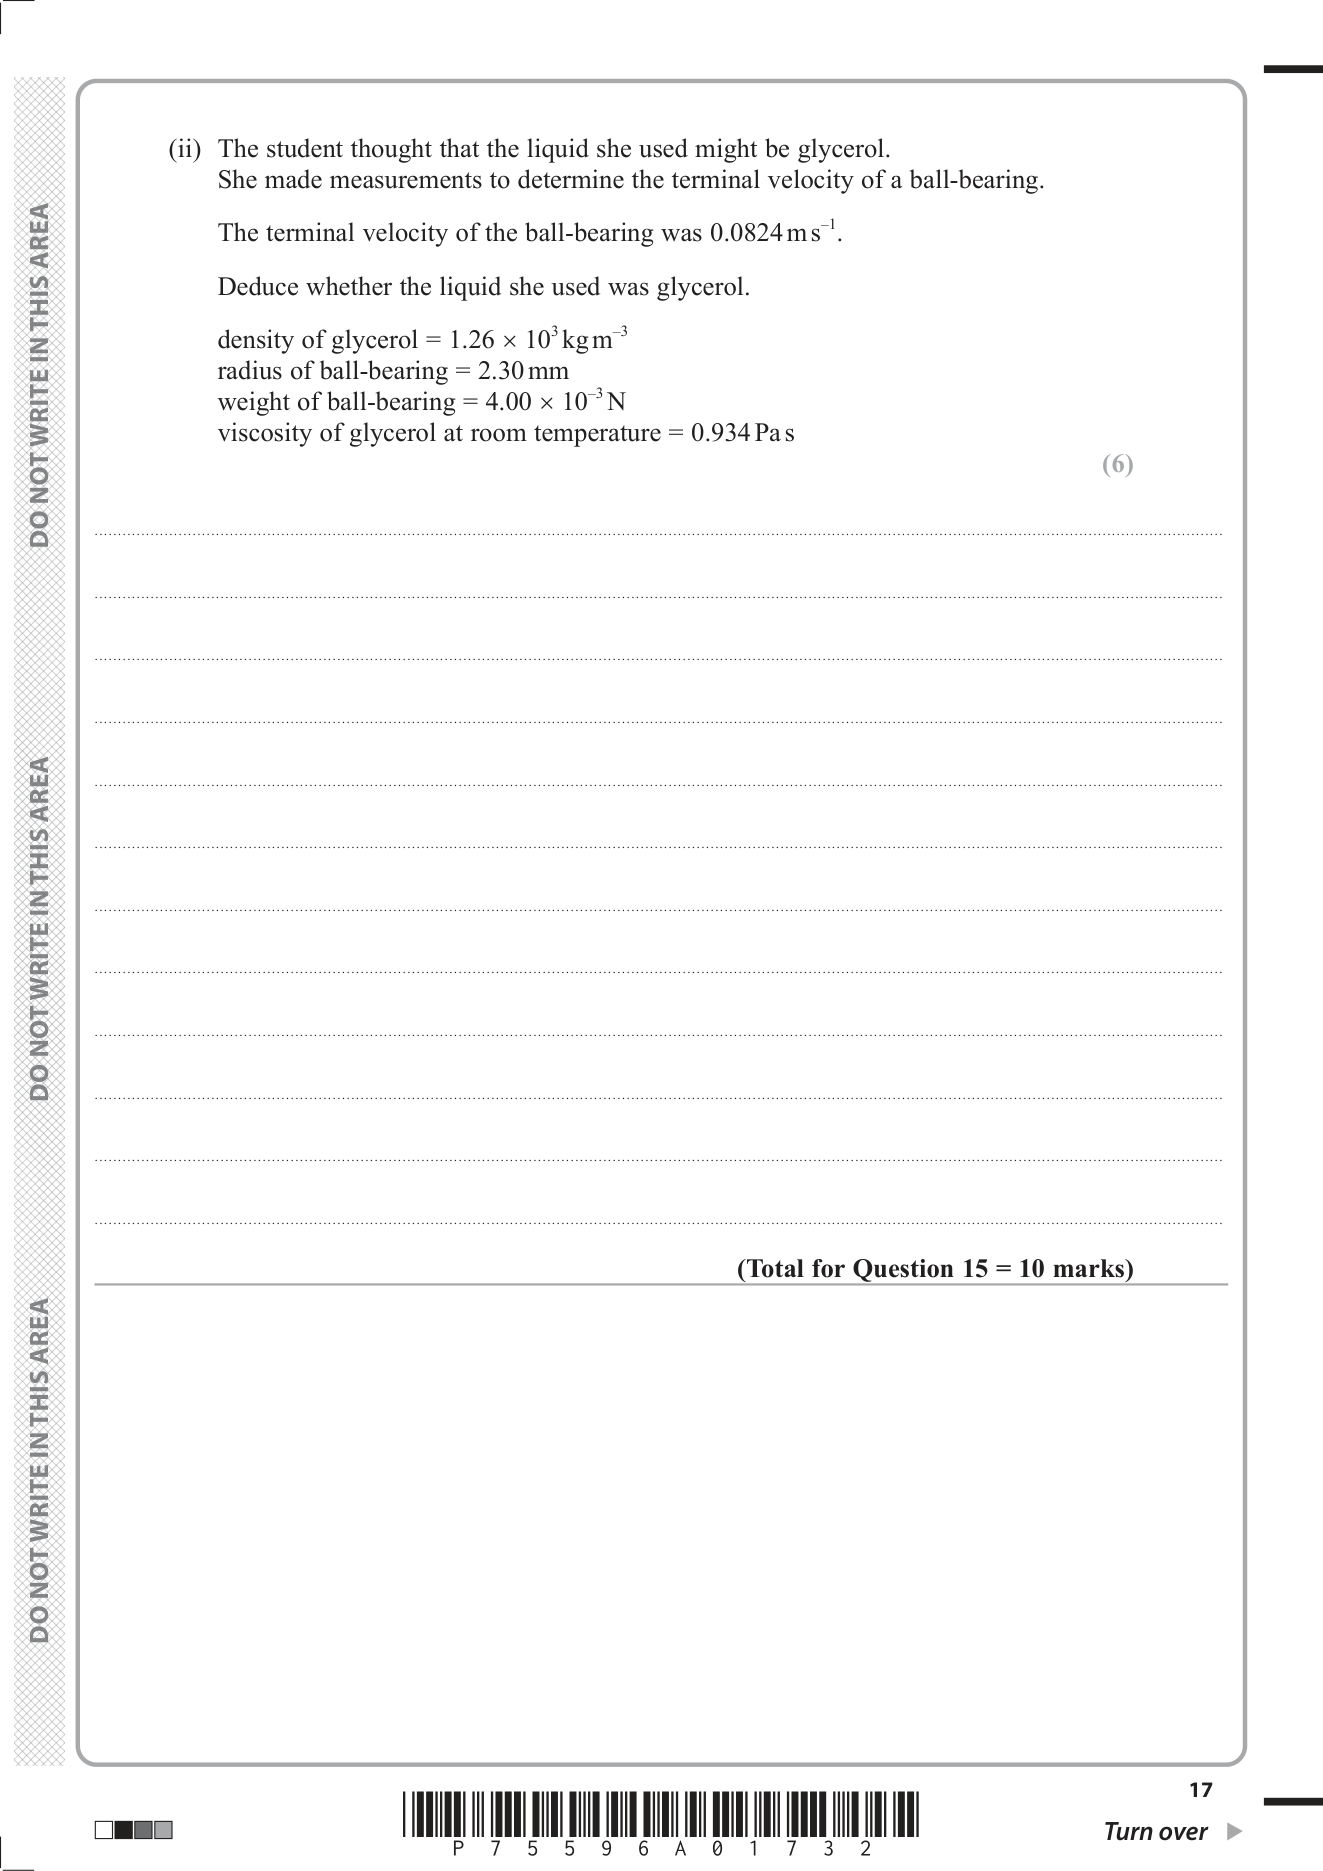 (ii) The student thought that the liquid she used might be glycerol.
She made measurements to determine the terminal velocity of a ball-bearing.
The terminal velocity of the ball-bearing was 0.0824 m s⁻¹.
Deduce whether the liquid she used was glycerol.
density of glycerol = 1.26 × 10³ kg m⁻³
radius of ball-bearing = 2.30 mm
weight of ball-bearing = 4.00 × 10⁻³ N
viscosity of glycerol at room temperature = 0.934 Pa s
(6)
(Total for Question 15 = 10 marks)
DO NOT WRITE IN THIS AREA
DO NOT WRITE IN THIS AREA
DO NOT WRITE IN THIS AREA
17
P 7 5 5 9 6 A 0 1 7 3 2
Turn over